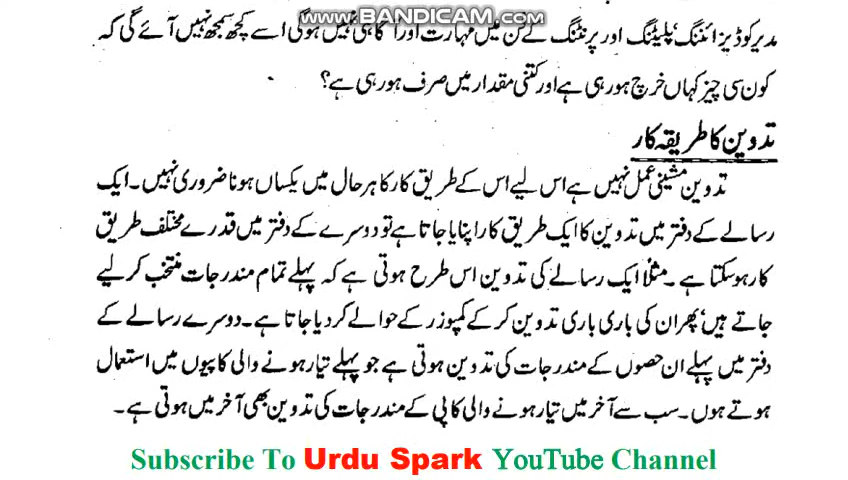 www.BANDICAM.com
مدیر کو ڈیزائننگ، پلیٹنگ اور پرنٹنگ کے فن میں مہارت اور آگاہی نہیں ہوگی اسے کچھ سمجھ نہیں آئے گی کہ
کون سی چیز کہاں خرچ ہو رہی ہے اور کتنی مقدار میں صرف ہو رہی ہے؟
تدوین کا طریقہ کار
تدوین مشینی عمل نہیں ہے اس لیے اس کے طریق کار کا ہر حال میں یکساں ہونا ضروری نہیں۔ ایک
رسالے کے دفتر میں تدوین کا ایک طریق کار اپنایا جاتا ہے تو دوسرے کے دفتر میں قدرے مختلف طریق
کار ہو سکتا ہے۔ مثلاً ایک رسالے کی تدوین اس طرح ہوتی ہے کہ پہلے تمام مندرجات منتخب کر لیے
جاتے ہیں، پھر ان کی باری باری تدوین کر کے کمپوزر کے حوالے کر دیا جاتا ہے۔ دوسرے رسالے کے
دفتر میں پہلے ان حصوں کے مندرجات کی تدوین ہوتی ہے جو پہلے تیار ہونے والی کاپیوں میں استعمال
ہوتے ہوں۔ سب سے آخر میں تیار ہونے والی کاپی کے مندرجات کی تدوین بھی آخر میں ہوتی ہے۔
Subscribe To Urdu Spark YouTube Channel